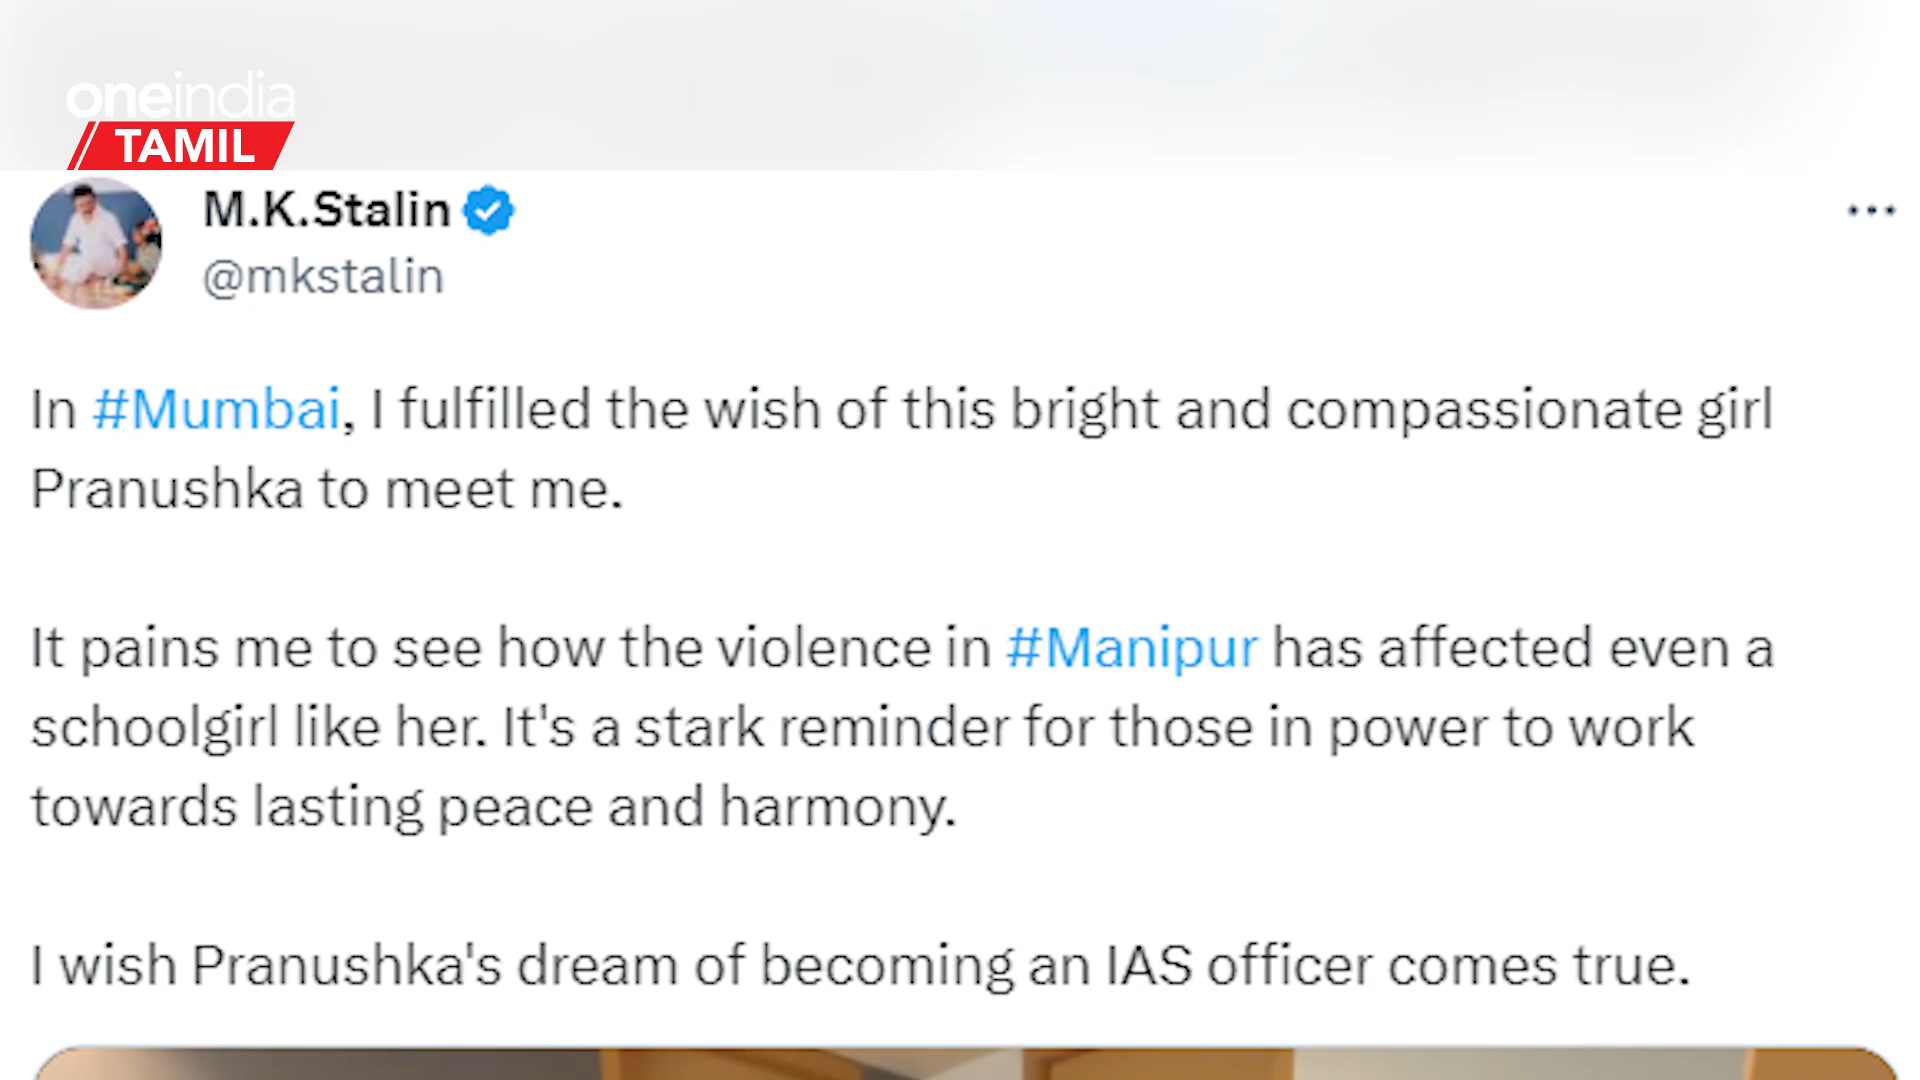 oneindia
TAMIL
M.K.Stalin
@mkstalin
In #Mumbai, I fulfilled the wish of this bright and compassionate girl
Pranushka to meet me.
It pains me to see how the violence in #Manipur has affected even a
schoolgirl like her. It's a stark reminder for those in power to work
towards lasting peace and harmony.
I wish Pranushka's dream of becoming an IAS officer comes true.